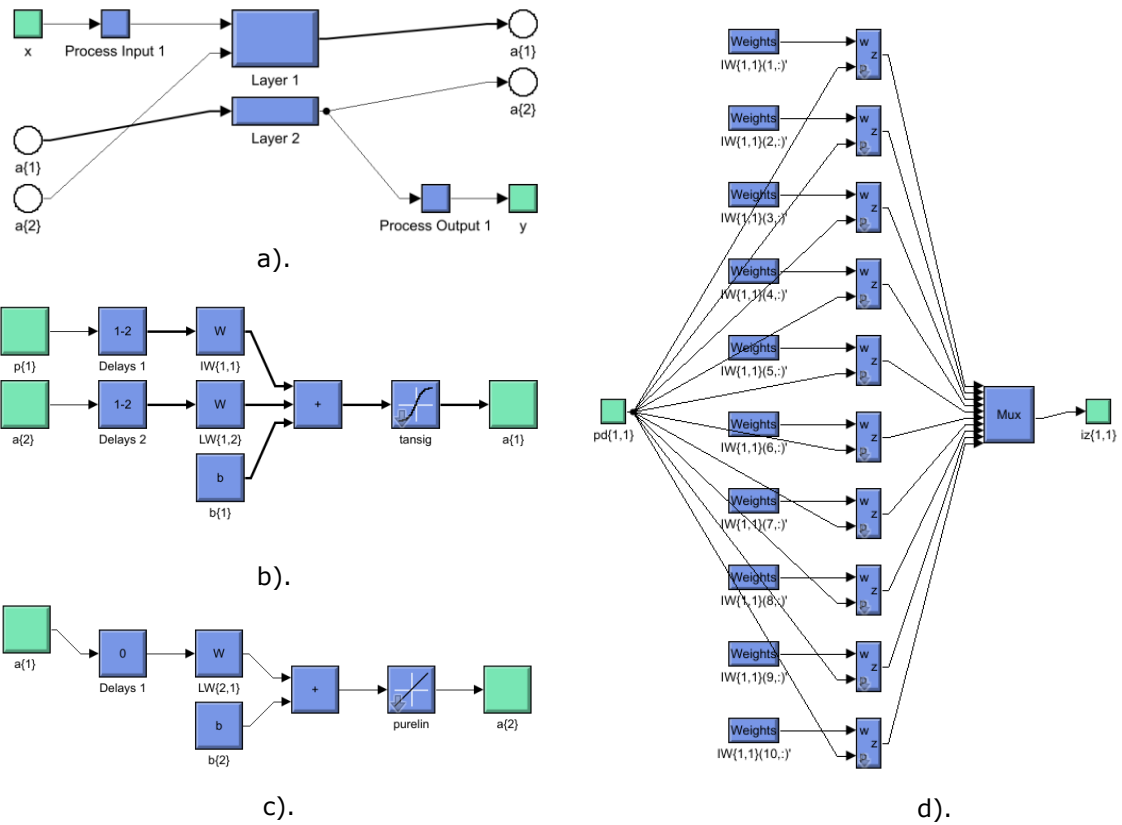 x
Process Input 1
Layer 1
a{1}
a{2}
Layer 2
a{1}
a{2}
Process Output 1
y
a).
p{1}
1-2
Delays 1
W
IW{1,1}
a{2}
1-2
Delays 2
W
LW{1,2}
b
b{1}
+
tansig
a{1}
b).
a{1}
0
Delays 1
W
LW{2,1}
b
b{2}
+
purelin
a{2}
c).
pd{1,1}
Weights
IW{1,1}(1,:)'
w
z
p
Weights
IW{1,1}(2,:)'
w
z
p
Weights
IW{1,1}(3,:)'
w
z
p
Weights
IW{1,1}(4,:)'
w
z
p
Weights
IW{1,1}(5,:)'
w
z
p
Weights
IW{1,1}(6,:)'
w
z
p
Weights
IW{1,1}(7,:)'
w
z
p
Weights
IW{1,1}(8,:)'
w
z
p
Weights
IW{1,1}(9,:)'
w
z
p
Weights
IW{1,1}(10,:)'
w
z
p
Mux
iz{1,1}
d).